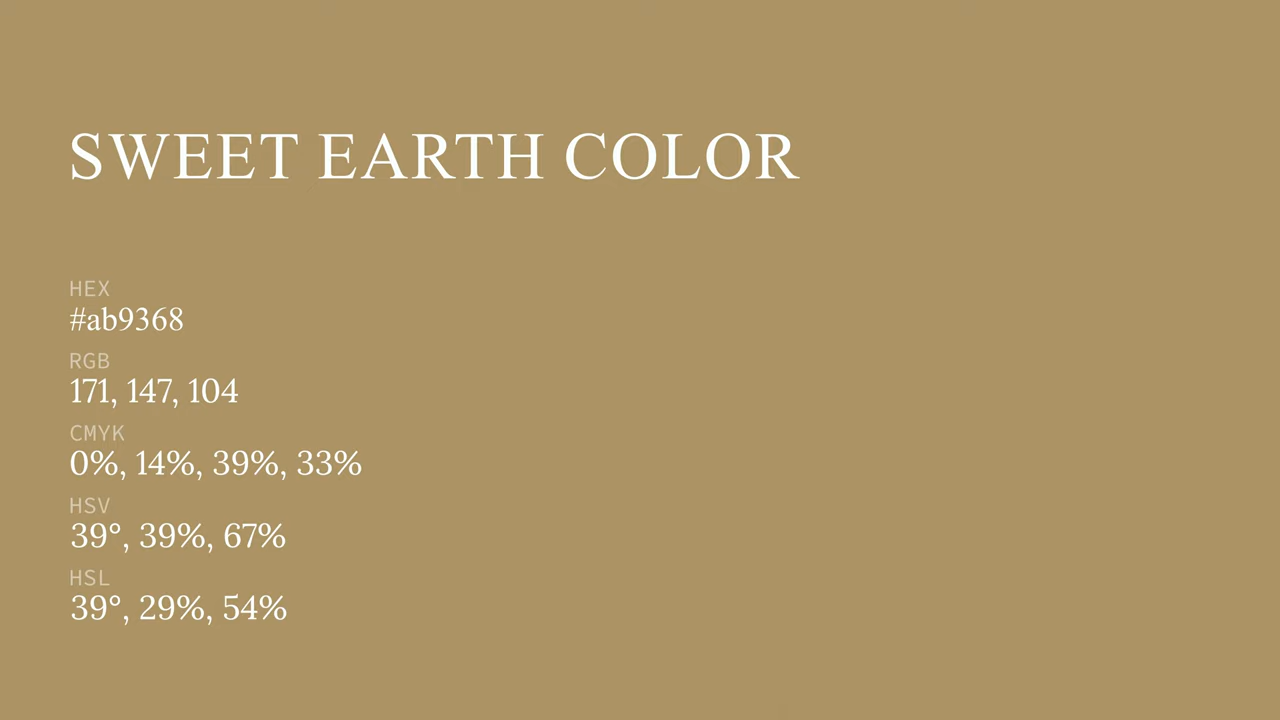 SWEET EARTH COLOR
HEX
#ab9368
RGB
171, 147, 104
CMYK
0%, 14%, 39%, 33%
HSV
39°, 39%, 67%
HSL
39°, 29%, 54%